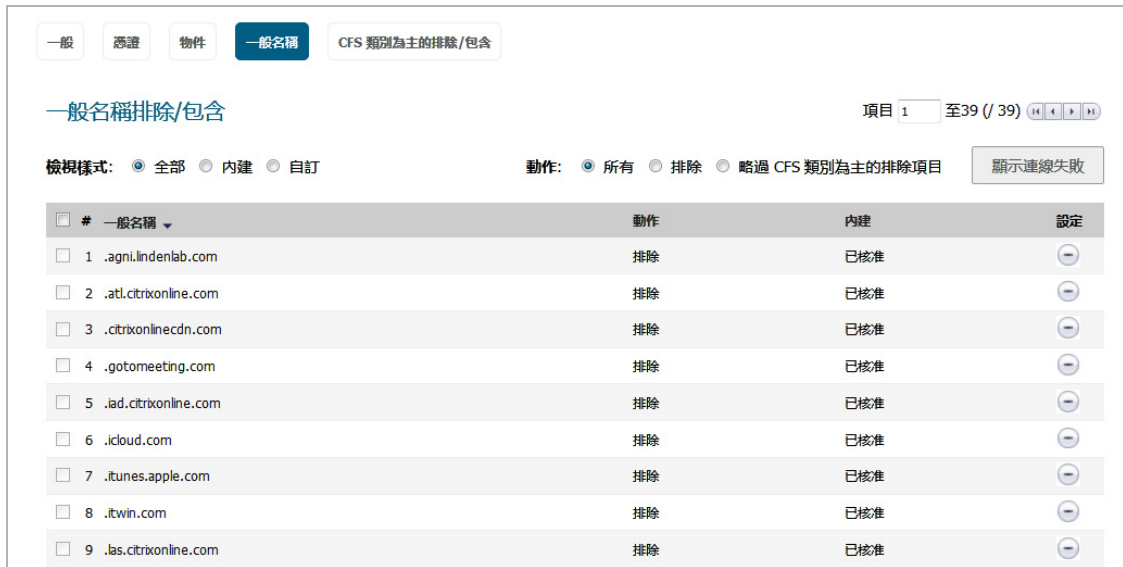 一般 憑證 物件 一般名稱 CFS 類別為主的排除/包含
一般名稱排除/包含 項目 1 至39 (/ 39)
檢視樣式: 全部 內建 自訂 動作: 所有 排除 略過 CFS 類別為主的排除項目 顯示連線失敗
# 一般名稱 動作 內建 設定
1 .agni.lindenlab.com 排除 已核准
2 .atl.citrixonline.com 排除 已核准
3 .citrixonlinecdn.com 排除 已核准
4 .gotomeeting.com 排除 已核准
5 .iad.citrixonline.com 排除 已核准
6 .icloud.com 排除 已核准
7 .itunes.apple.com 排除 已核准
8 .itwin.com 排除 已核准
9 .las.citrixonline.com 排除 已核准